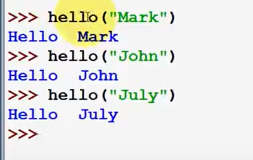 >>> hello("Mark")
Hello  Mark
>>> hello("John")
Hello  John
>>> hello("July")
Hello  July
>>>